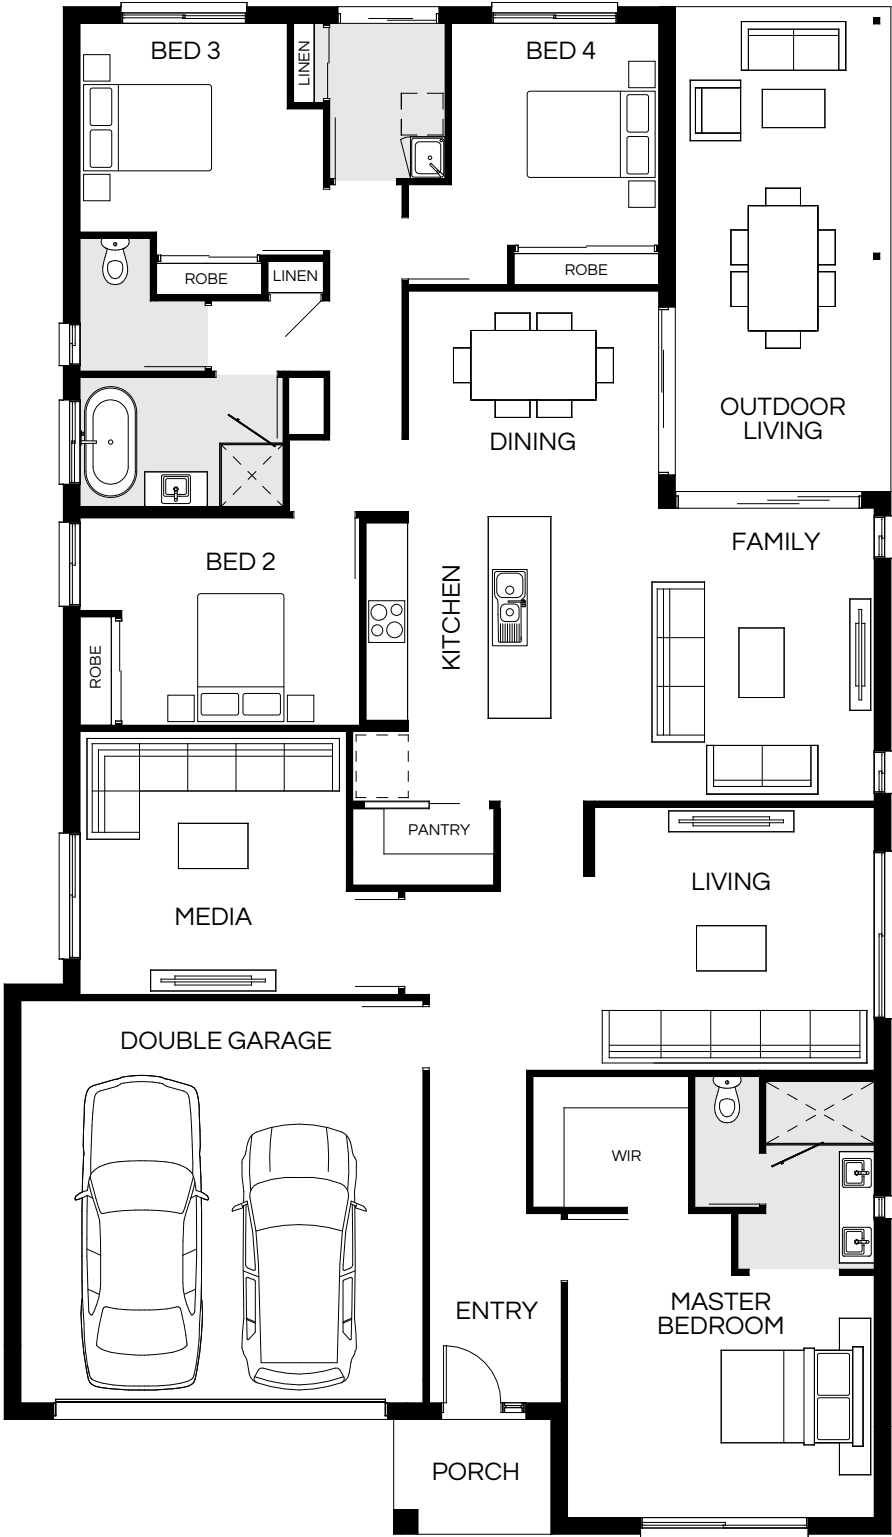 BED 3
LINEN
BED 4
ROBE
LINEN
ROBE
OUTDOOR
LIVING
DINING
FAMILY
BED 2
KITCHEN
ROBE
PANTRY
LIVING
MEDIA
DOUBLE GARAGE
WIR
ENTRY
MASTER
BEDROOM
PORCH